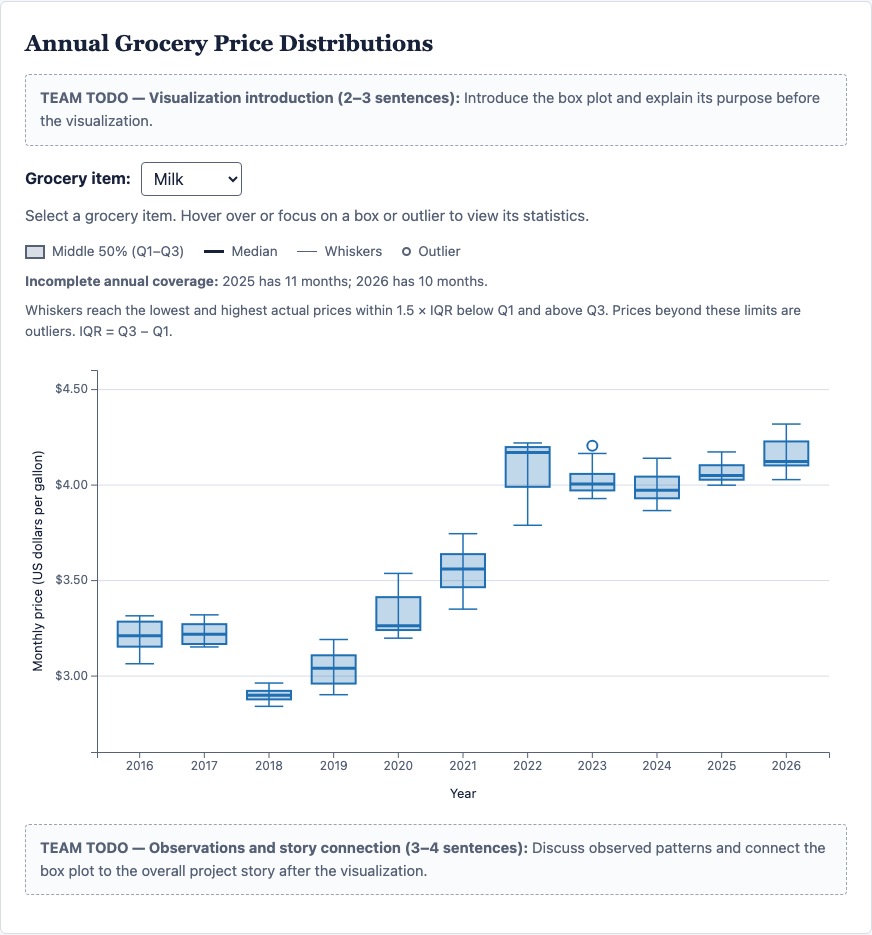 Annual Grocery Price Distributions
TEAM TODO — Visualization introduction (2–3 sentences): Introduce the box plot and explain its purpose before
the visualization.
Grocery item: Milk
Select a grocery item. Hover over or focus on a box or outlier to view its statistics.
Middle 50% (Q1–Q3) Median Whiskers Outlier
Incomplete annual coverage: 2025 has 11 months; 2026 has 10 months.
Whiskers reach the lowest and highest actual prices within 1.5 × IQR below Q1 and above Q3. Prices beyond these limits are
outliers. IQR = Q3 − Q1.
Monthly price (US dollars per gallon)
$4.50
$4.00
$3.50
$3.00
2016 2017 2018 2019 2020 2021 2022 2023 2024 2025 2026
Year
TEAM TODO — Observations and story connection (3–4 sentences): Discuss observed patterns and connect the
box plot to the overall project story after the visualization.